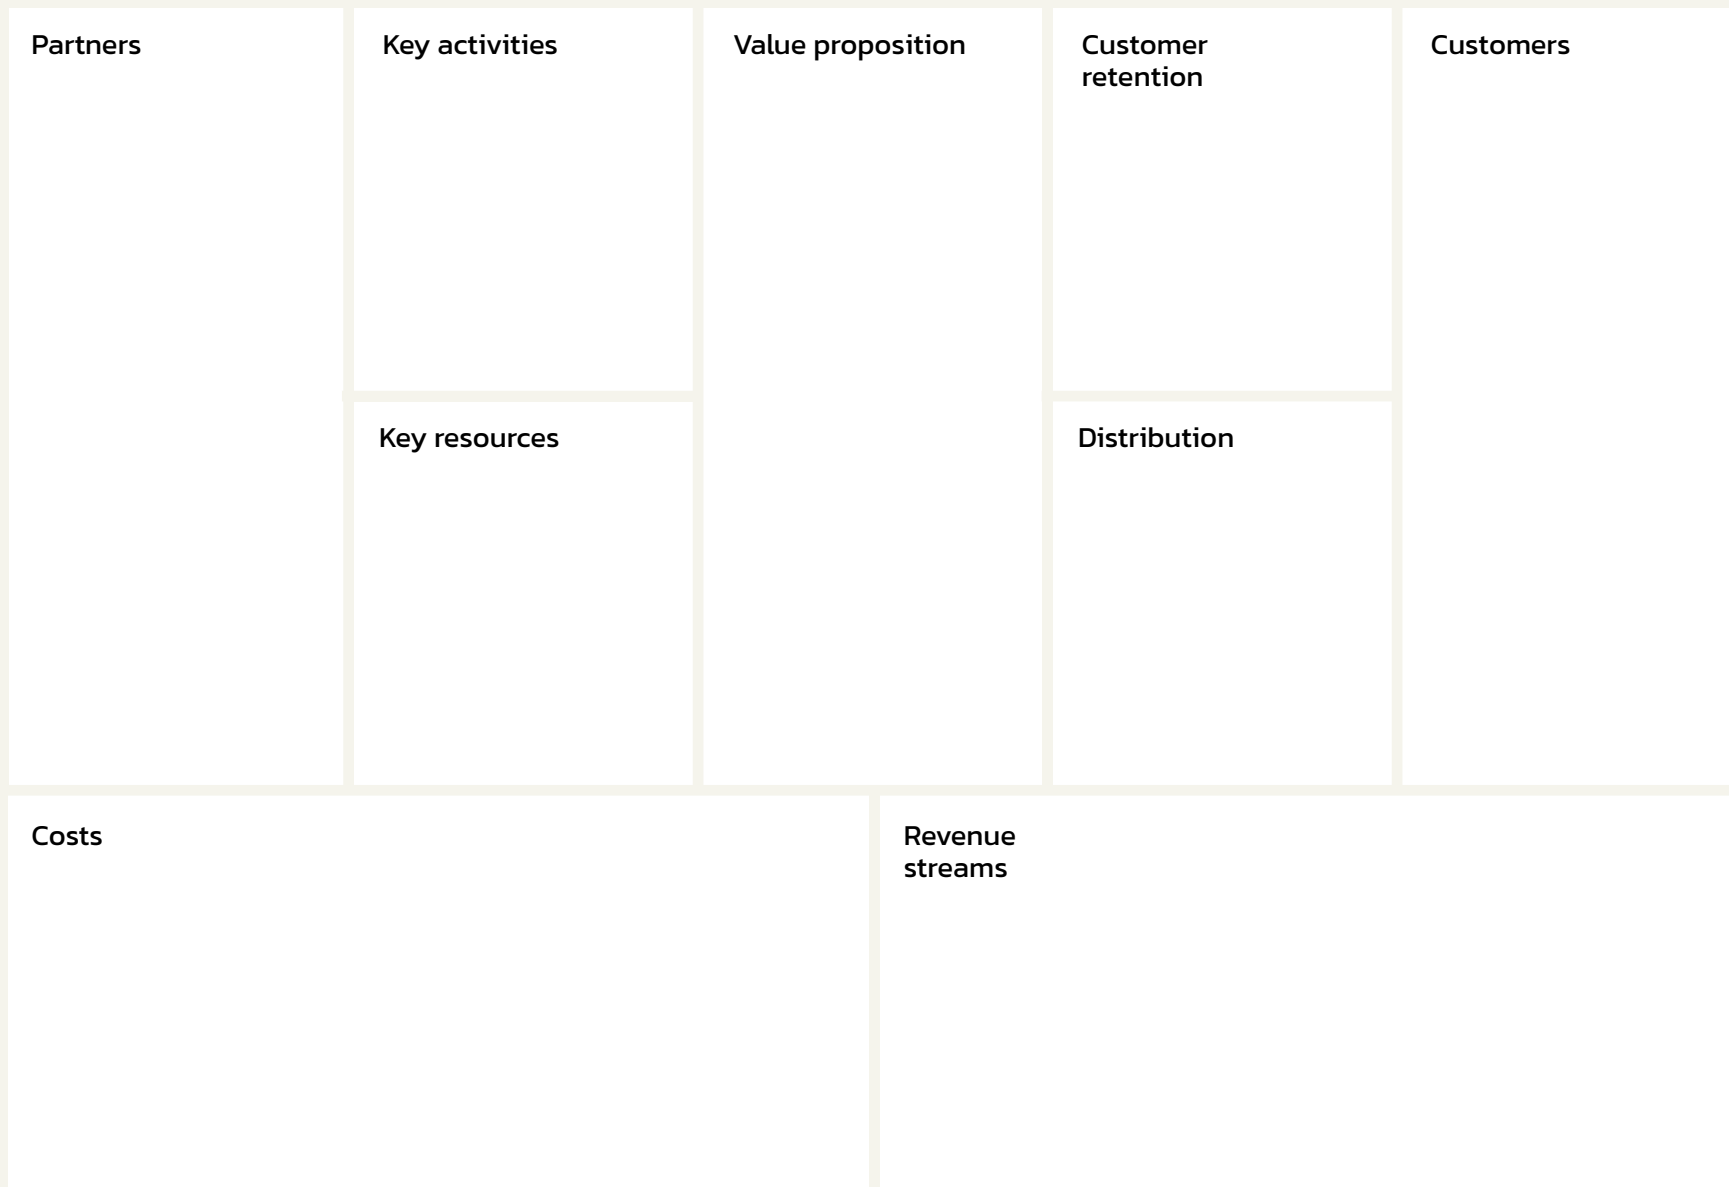 Partners
Key activities
Value proposition
Customer
retention
Customers
Key resources
Distribution
Costs
Revenue
streams